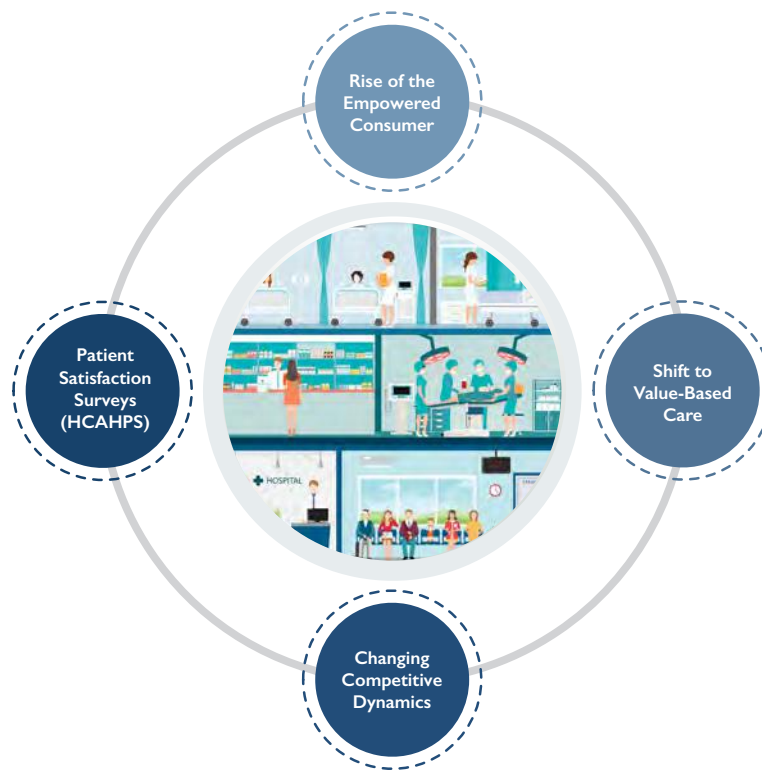 Rise of the
Empowered
Consumer
Patient
Satisfaction
Surveys
(HCAHPS)
Shift to
Value-Based
Care
HOSPITAL
Changing
Competitive
Dynamics